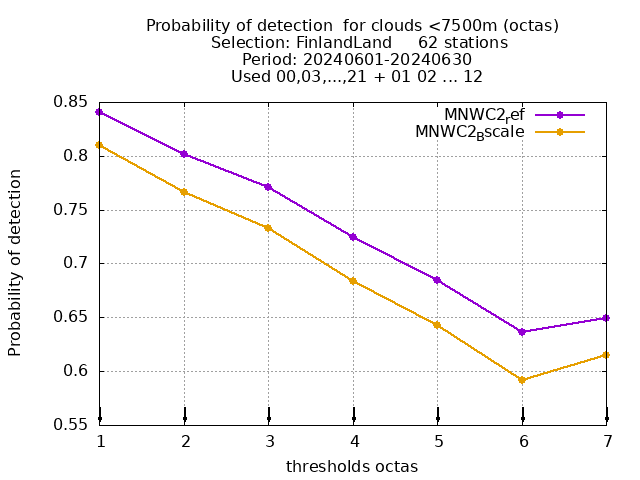 Probability of detection  for clouds <7500m (octas)
Selection: FinlandLand     62 stations
Period: 20240601-20240630
Used 00,03,...,21 + 01 02 ... 12
MNWC2ref
MNWC2Bscale
0.85
0.8
0.75
0.7
0.65
0.6
0.55
Probability of detection
1 2 3 4 5 6 7
thresholds octas